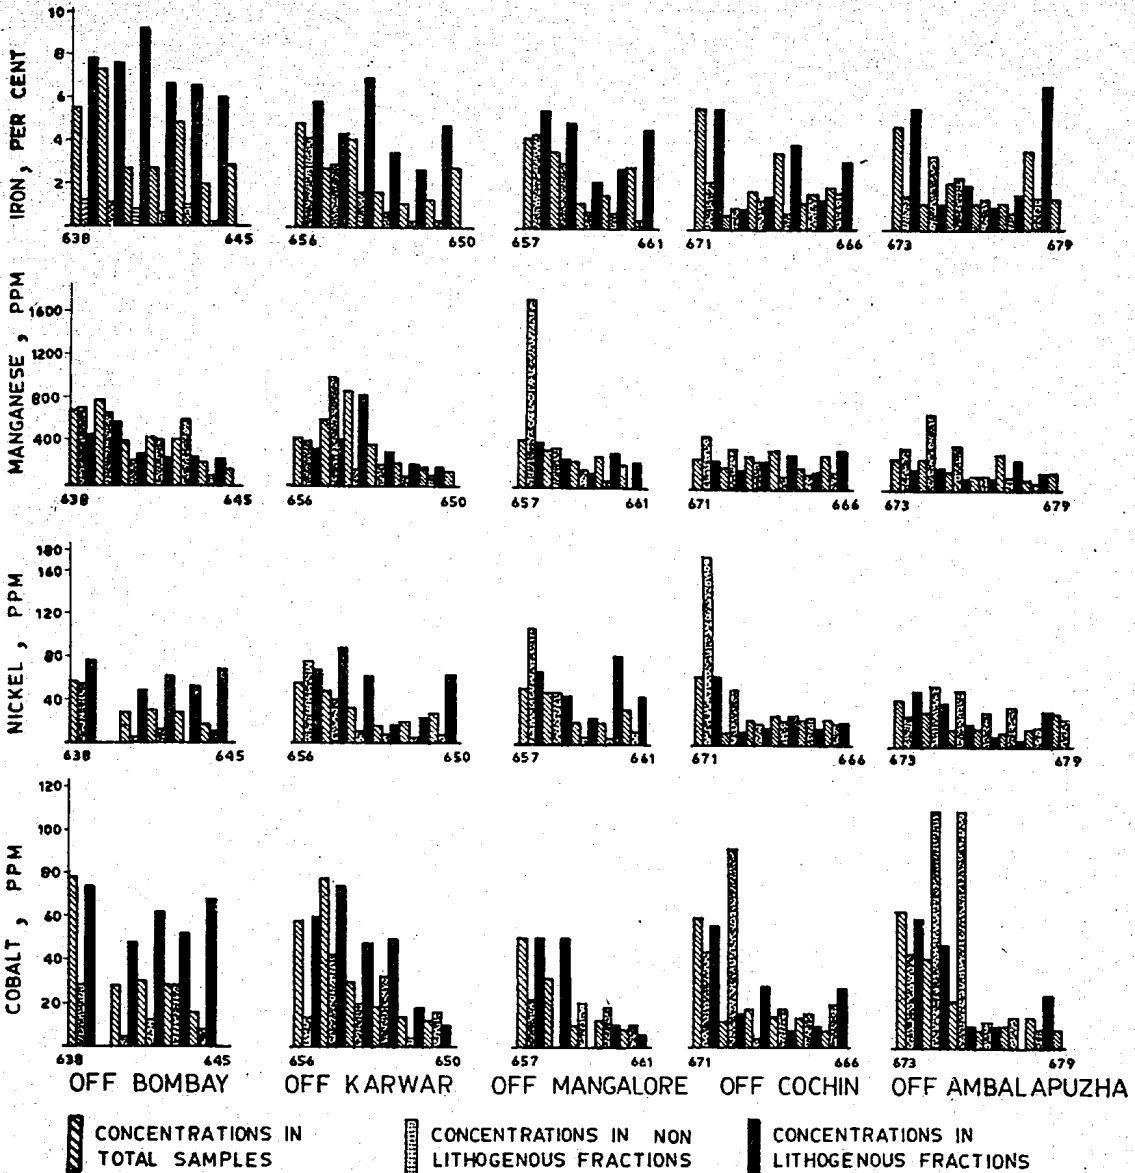 IRON, PER CENT
10
8
6
4
2
638 645
656 650
657 661
671 666
673 679
MANGANESE, PPM
1600
1200
800
400
638 645
656 650
657 661
671 666
673 679
NICKEL, PPM
180
160
120
80
40
638 645
656 650
657 661
671 666
673 679
COBALT, PPM
120
100
80
60
40
20
638 645
656 650
657 661
671 666
673 679
OFF BOMBAY
OFF KARWAR
OFF MANGALORE
OFF COCHIN
OFF AMBALAPUZHA
CONCENTRATIONS IN
TOTAL SAMPLES
CONCENTRATIONS IN NON
LITHOGENOUS FRACTIONS
CONCENTRATIONS IN
LITHOGENOUS FRACTIONS